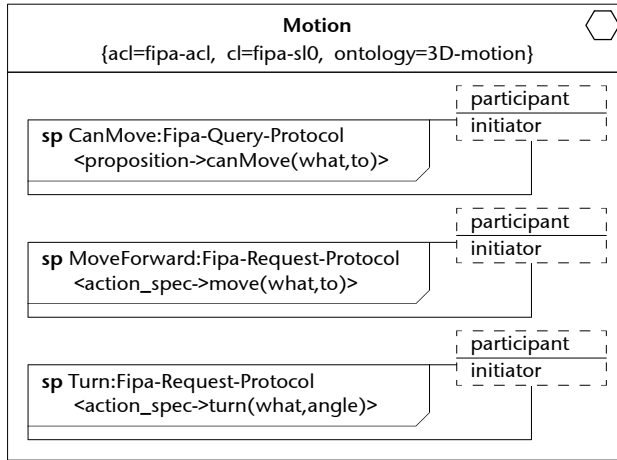 Motion
{acl=fipa-acl, cl=fipa-sl0, ontology=3D-motion}
participant
initiator
sp CanMove:Fipa-Query-Protocol
<proposition->canMove(what,to)>
participant
initiator
sp MoveForward:Fipa-Request-Protocol
<action_spec->move(what,to)>
participant
initiator
sp Turn:Fipa-Request-Protocol
<action_spec->turn(what,angle)>